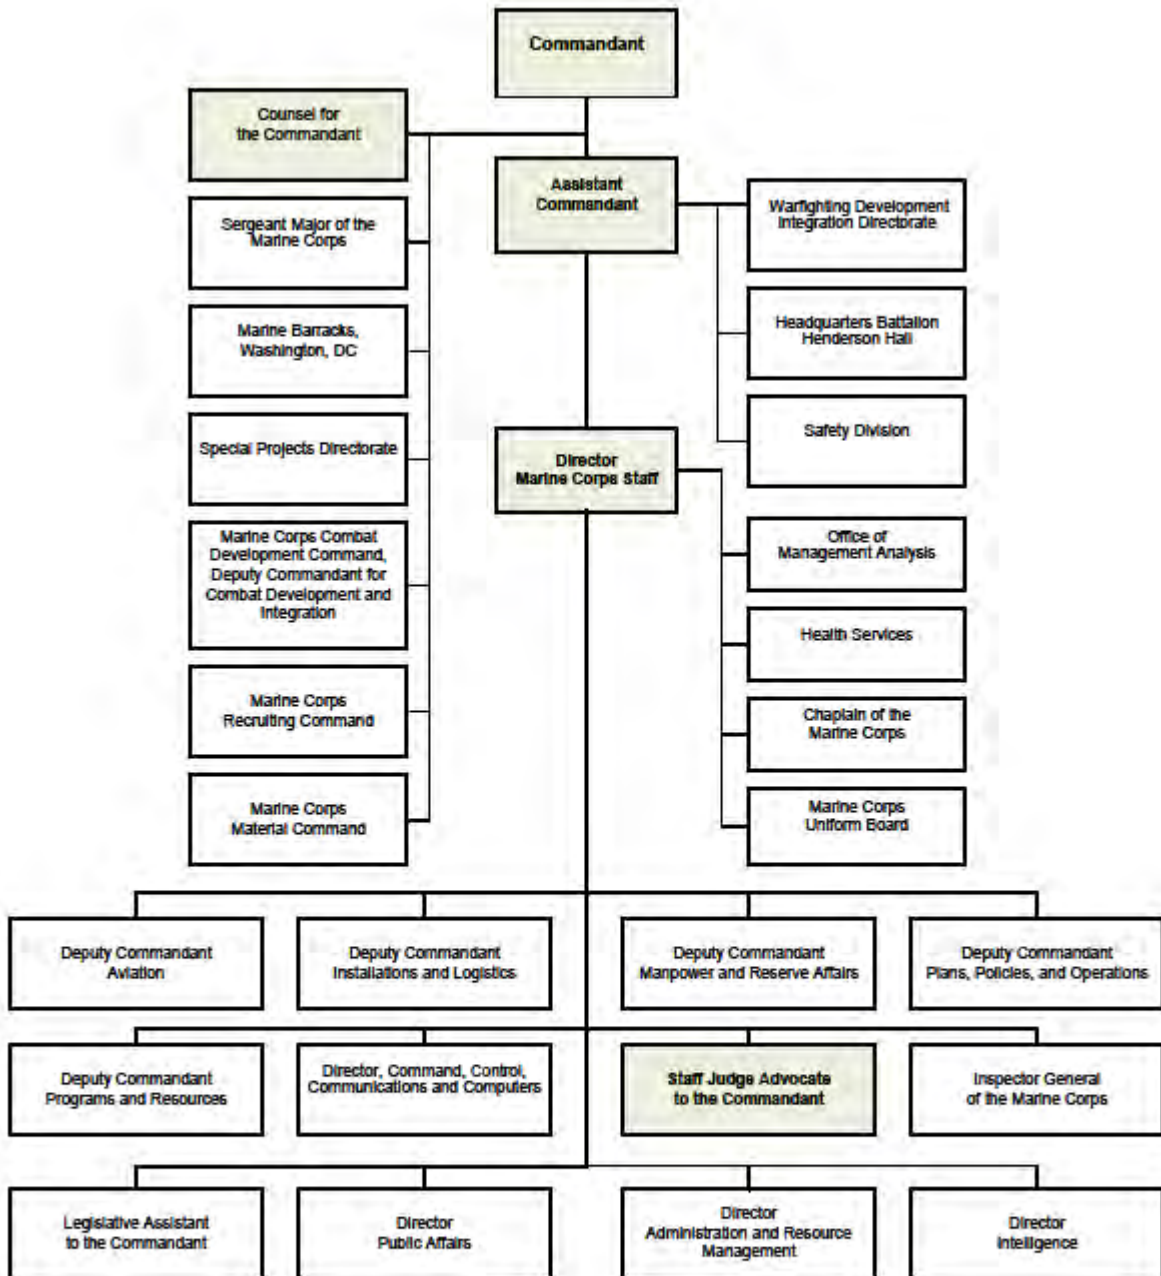 Commandant
Counsel for
the Commandant
Assistant
Commandant
Warfighting Development
Integration Directorate
Sergeant Major of the
Marine Corps
Headquarters Battalion
Henderson Hall
Marine Barracks,
Washington, DC
Safety Division
Special Projects Directorate
Director
Marine Corps Staff
Marine Corps Combat
Development Command,
Deputy Commandant for
Combat Development and
Integration
Office of
Management Analysis
Health Services
Marine Corps
Recruiting Command
Chaplain of the
Marine Corps
Marine Corps
Material Command
Marine Corps
Uniform Board
Deputy Commandant
Aviation
Deputy Commandant
Installations and Logistics
Deputy Commandant
Manpower and Reserve Affairs
Deputy Commandant
Plans, Policies, and Operations
Deputy Commandant
Programs and Resources
Director, Command, Control,
Communications and Computers
Staff Judge Advocate
to the Commandant
Inspector General
of the Marine Corps
Legislative Assistant
to the Commandant
Director
Public Affairs
Director
Administration and Resource
Management
Director
Intelligence